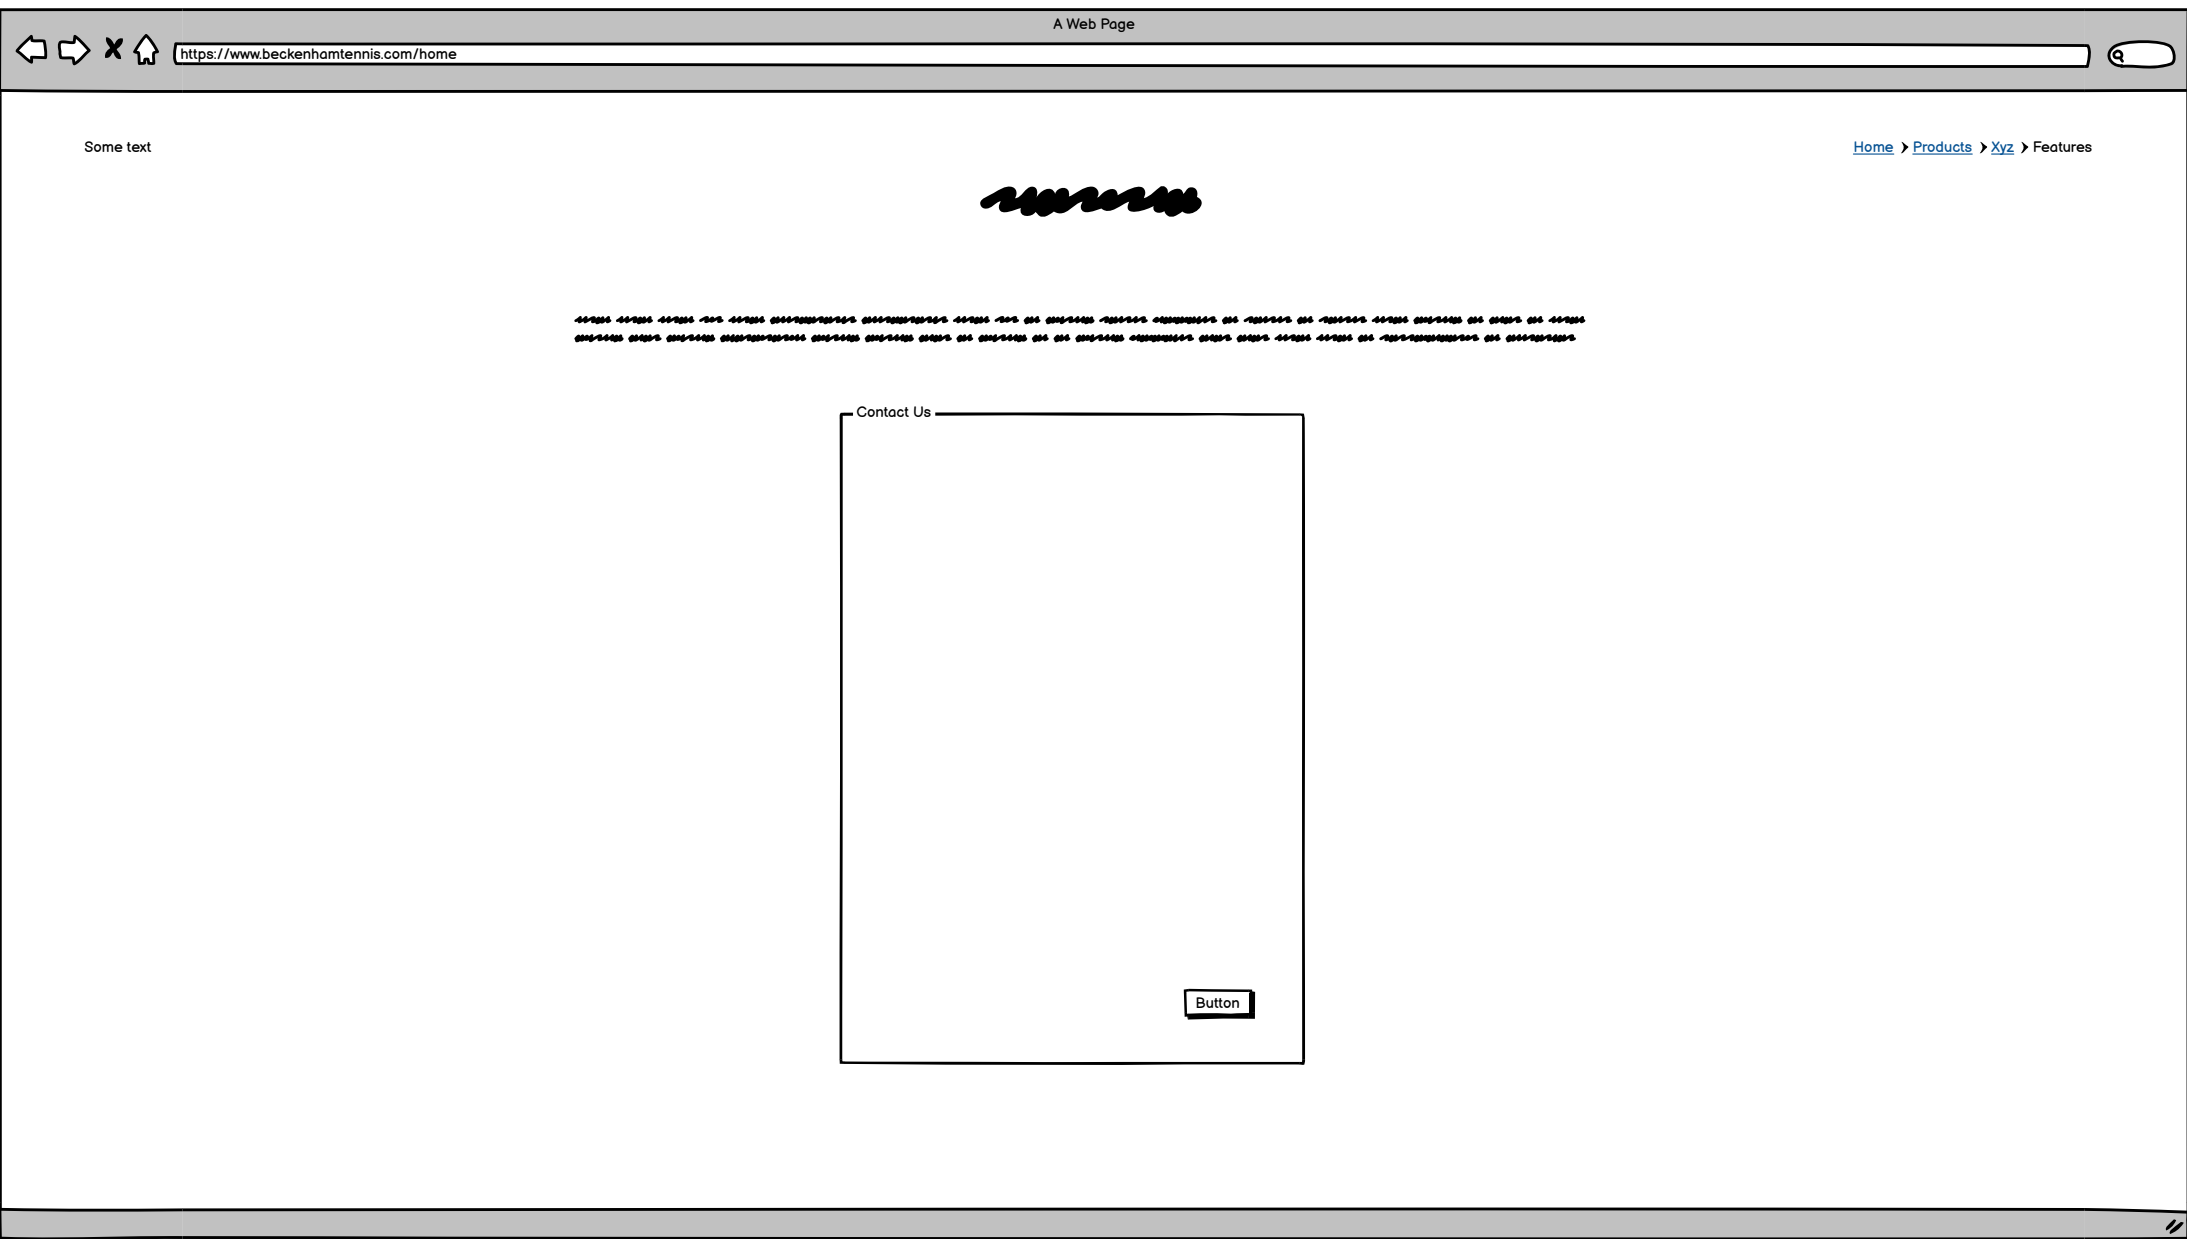 A Web Page
https://www.beckenhamtennis.com/home
Some text
Home > Products > Xyz > Features
Contact Us
Button